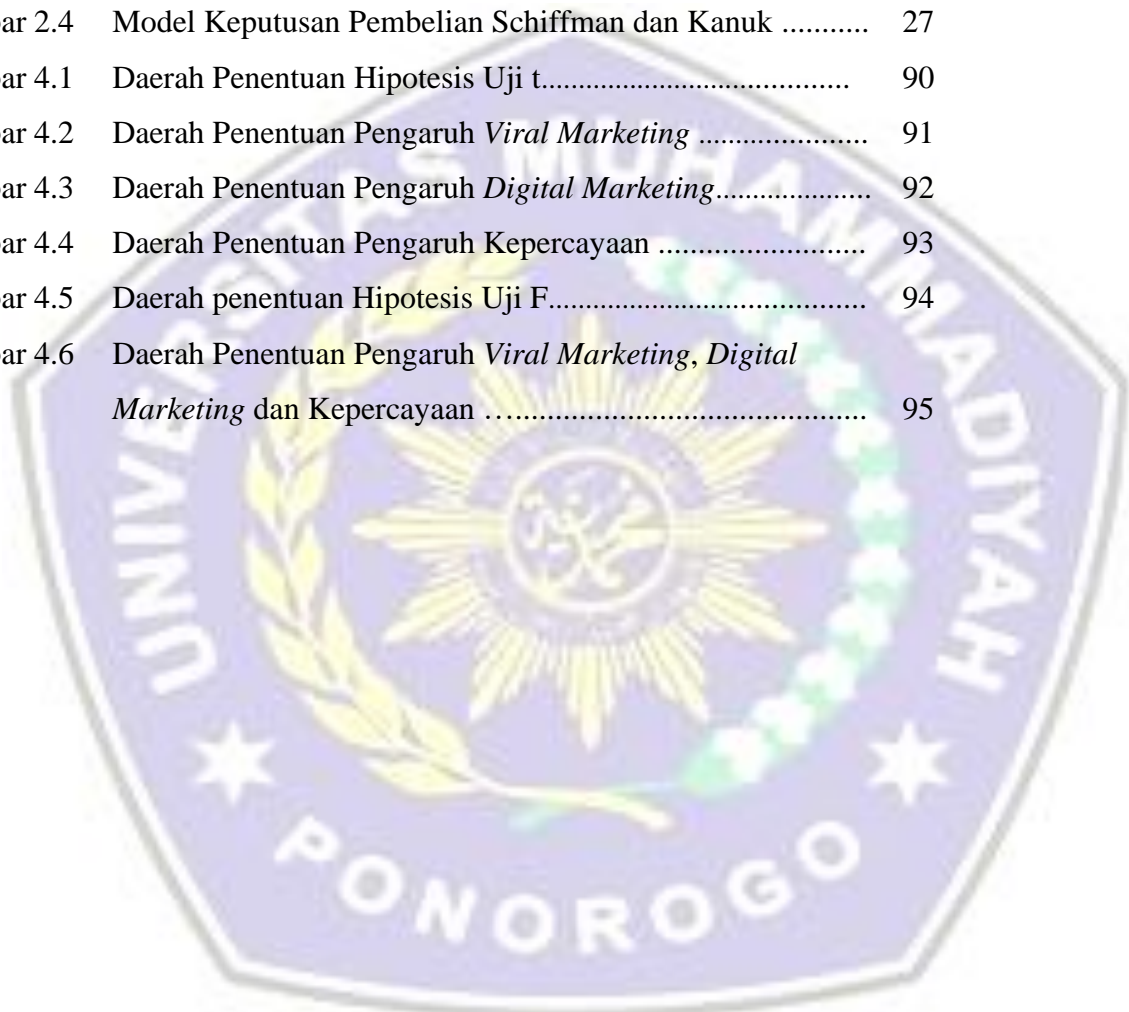 ar 2.4 Model Keputusan Pembelian Schiffman dan Kanuk ........... 27
ar 4.1 Daerah Penentuan Hipotesis Uji t......................................... 90
ar 4.2 Daerah Penentuan Pengaruh Viral Marketing ...................... 91
ar 4.3 Daerah Penentuan Pengaruh Digital Marketing................... 92
ar 4.4 Daerah Penentuan Pengaruh Kepercayaan ........................... 93
ar 4.5 Daerah penentuan Hipotesis Uji F.......................................... 94
ar 4.6 Daerah Penentuan Pengaruh Viral Marketing, Digital
Marketing dan Kepercayaan .............................................. 95
UNIVERSITAS MUHAMMADIYAH
PONOROGO